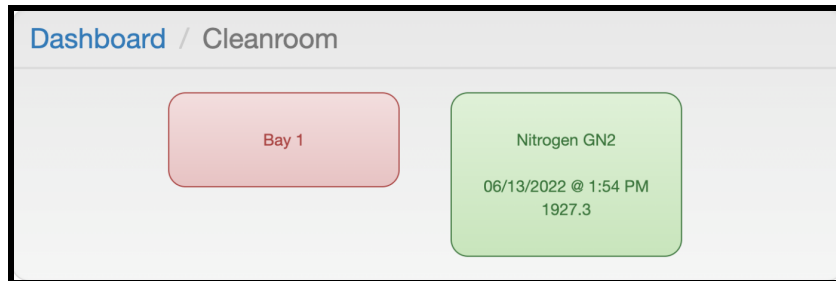 Dashboard / Cleanroom
Bay 1
Nitrogen GN2
06/13/2022 @ 1:54 PM
1927.3